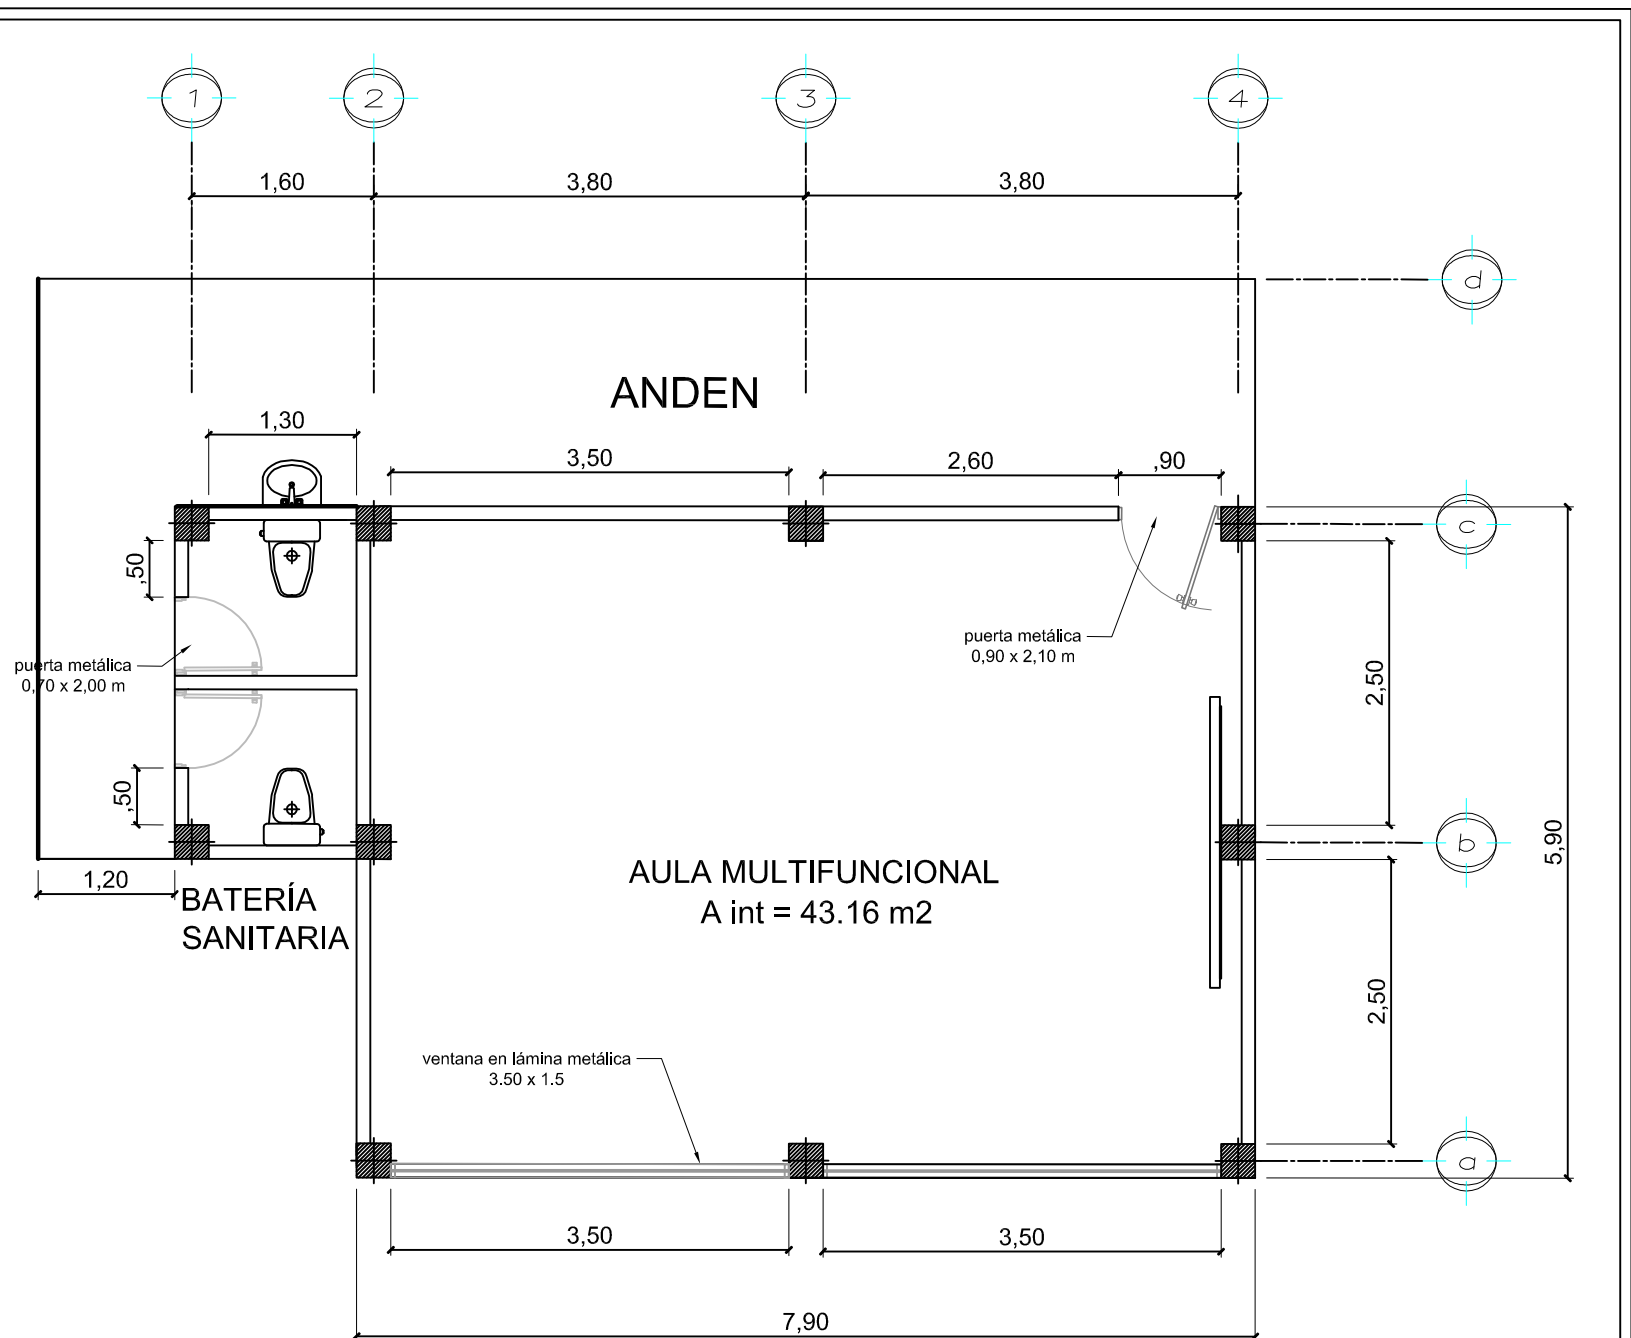 1
2
3
4
1,60
3,80
3,80
d
ANDEN
1,30
3,50
2,60
,90
c
,50
puerta metálica
0,90 x 2,10 m
puerta metálica
0,70 x 2,00 m
2,50
,50
b
5,90
AULA MULTIFUNCIONAL
A int = 43.16 m2
1,20
BATERÍA
SANITARIA
2,50
ventana en lámina metálica
3.50 x 1.5
a
3,50
3,50
7,90